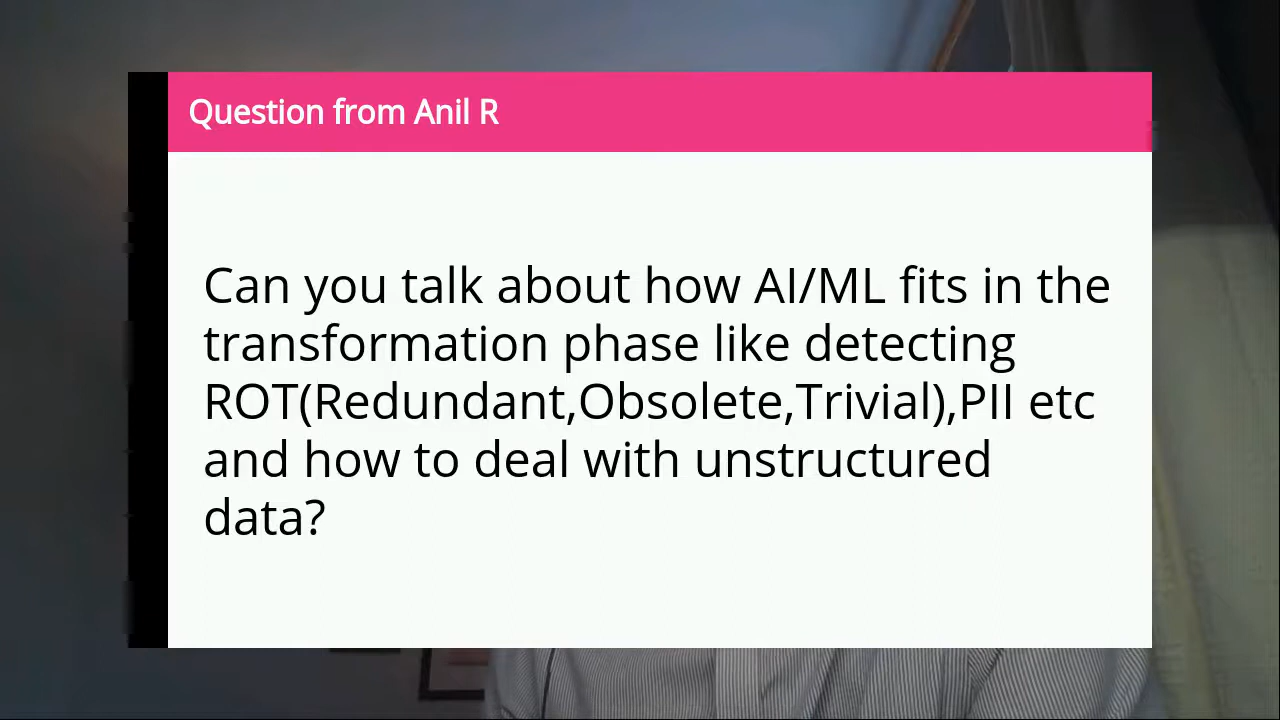 Question from Anil R
Can you talk about how AI/ML fits in the
transformation phase like detecting
ROT(Redundant,Obsolete,Trivial),PII etc
and how to deal with unstructured
data?